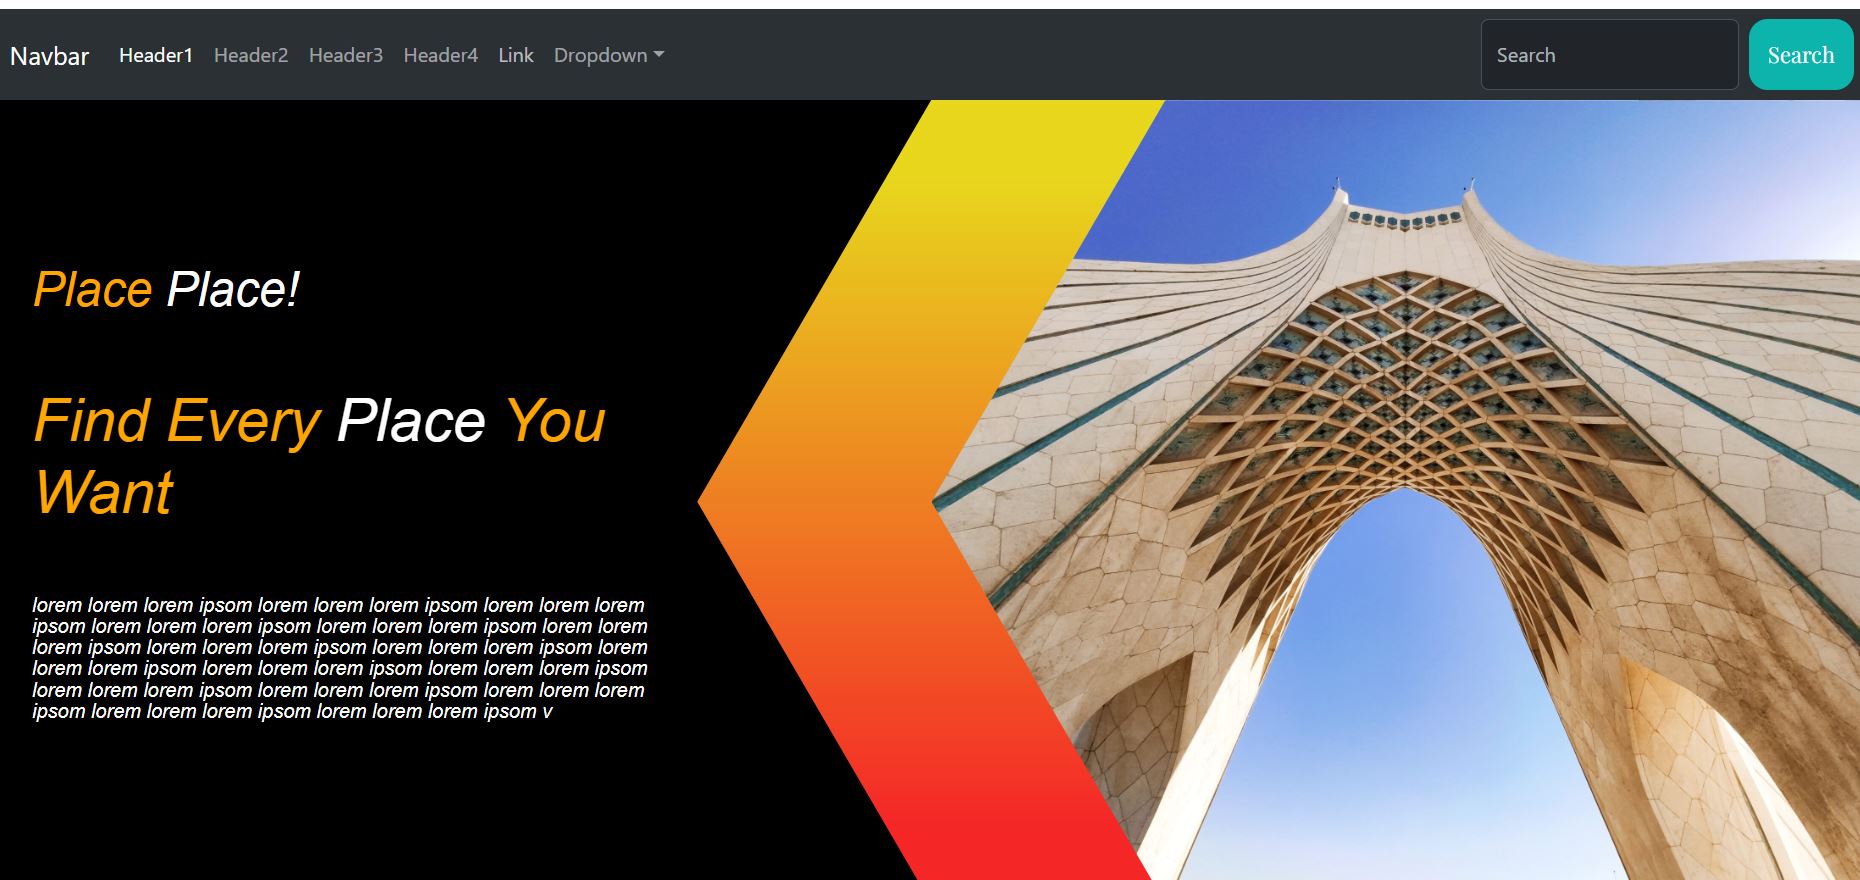 Navbar Header1 Header2 Header3 Header4 Link Dropdown Search Search
Place Place!
Find Every Place You
Want
lorem lorem lorem ipsom lorem lorem lorem ipsom lorem lorem lorem
ipsom lorem lorem lorem ipsom lorem lorem lorem ipsom lorem lorem
lorem ipsom lorem lorem lorem ipsom lorem lorem lorem ipsom lorem
lorem lorem ipsom lorem lorem lorem ipsom lorem lorem lorem ipsom
lorem lorem lorem ipsom lorem lorem lorem ipsom lorem lorem lorem
ipsom lorem lorem lorem ipsom lorem lorem lorem ipsom v